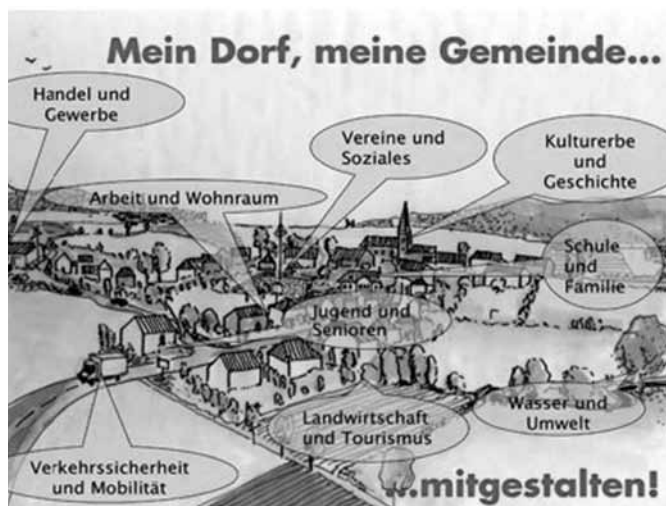 Mein Dorf, meine Gemeinde...
Handel und
Gewerbe
Vereine und
Soziales
Kulturerbe
und
Geschichte
Arbeit und Wohnraum
Schule
und
Familie
Jugend und
Senioren
Landwirtschaft
und Tourismus
Wasser und
Umwelt
Verkehrssicherheit
und Mobilität
...mitgestalten!